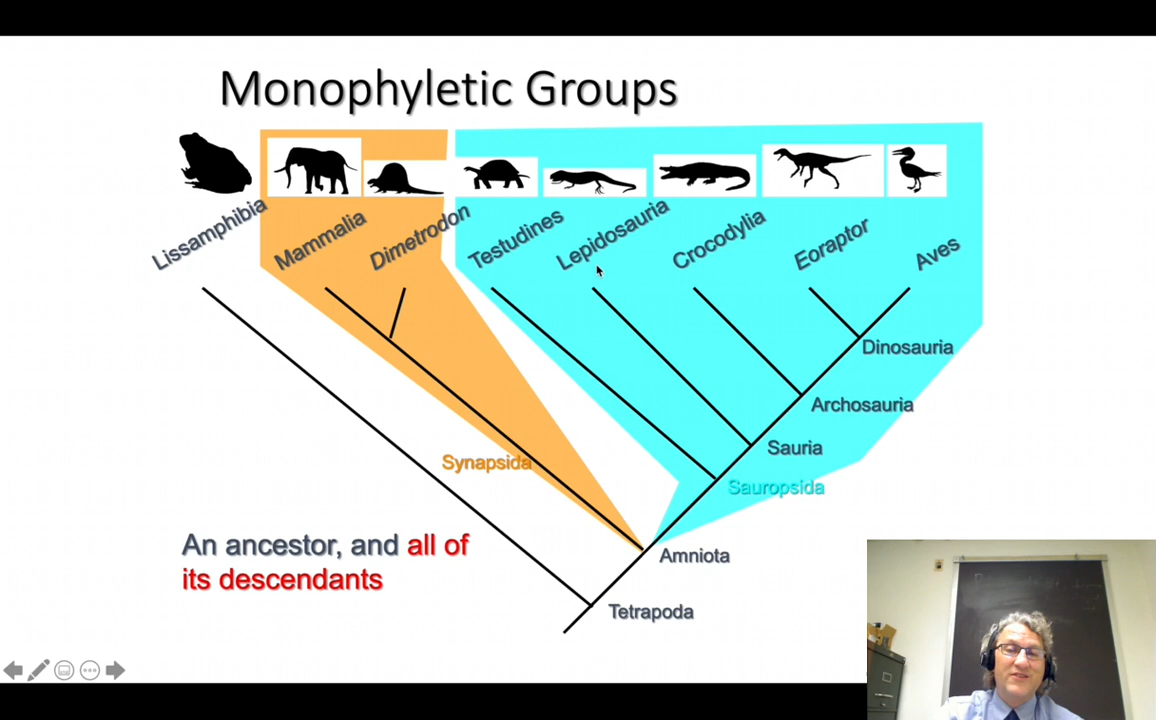 Monophyletic Groups
Lissamphibia
Mammalia
Dimetrodon
Testudines
Lepidosauria
Crocodylia
Eoraptor
Aves
Dinosauria
Archosauria
Sauria
Synapsida
Sauropsida
An ancestor, and all of
its descendants
Amniota
Tetrapoda